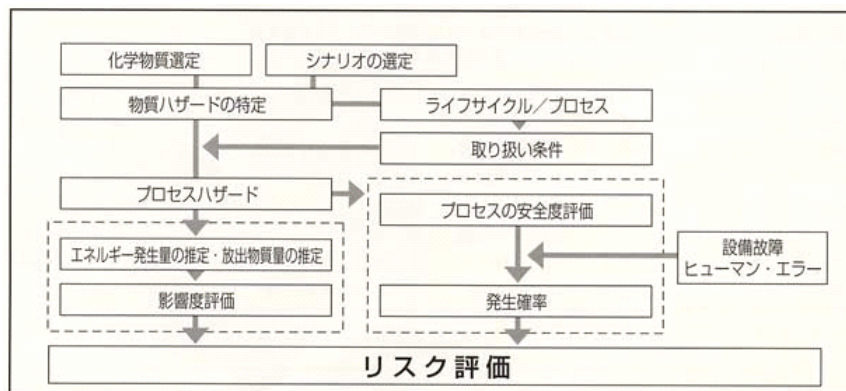 化学物質選定
シナリオの選定
物質ハザードの特定
ライフサイクル／プロセス
取り扱い条件
プロセスハザード
プロセスの安全度評価
エネルギー発生量の推定・放出物質量の推定
設備故障
ヒューマン・エラー
影響度評価
発生確率
リスク評価